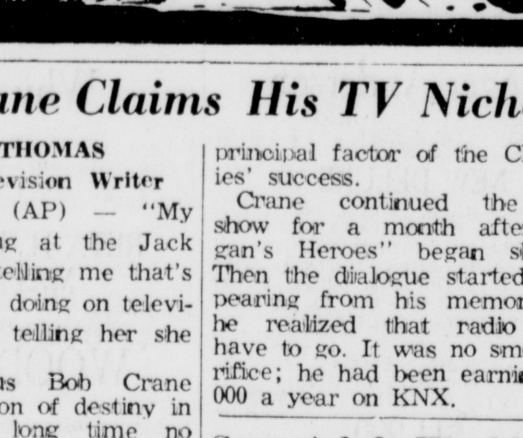 ane Claims His TV Nich
THOMAS
evision Writer
(AP) — "My
ng at the Jack
telling me that's
doing on televi-
telling her she
as Bob Crane
on of destiny in
long time no
principal factor of the C
ies' success.
Crane continued the
show for a month afte
gan's Heroes" began s
Then the diialogue started
pearing from his memor
he realized that radio
have to go. It was no sm
rifice; he had been earni
000 a year on KNX.